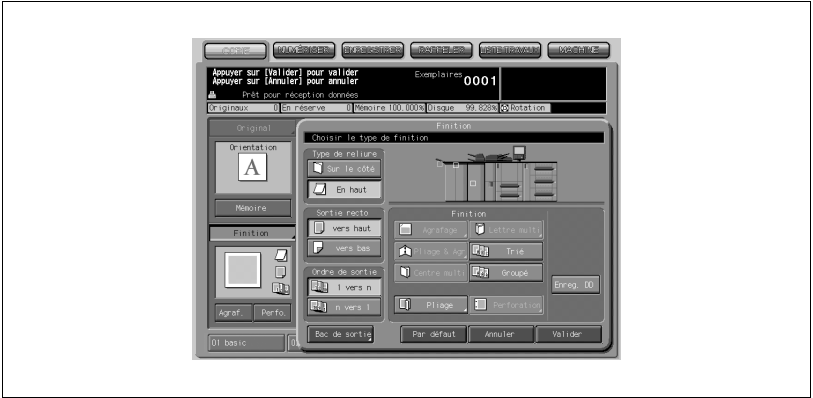 COPIE NUMÉRISER ENREGISTRER RAPPELER LISTE TRAVAUX MACHINE
Appuyer sur [Valider] pour valider
Appuyer sur [Annuler] pour annuler
Exemplaires 0001
Prêt pour réception données
Originaux 0 En réserve 0 Mémoire 100.000% Disque 99.828% Rotation
Original
Orientation
A
Mémoire
Finition
Agraf. Perfo.
01 basic
Finition
Choisir le type de finition
Type de reliure
Sur le côté
En haut
Sortie recto
vers haut
vers bas
Ordre de sortie
1 vers n
n vers 1
Finition
Agrafage Lettre multi
Pliage & Agr Trié
Centre multi Groupé
Pliage Perforation
Enreg. DD
Bac de sortie Par défaut Annuler Valider